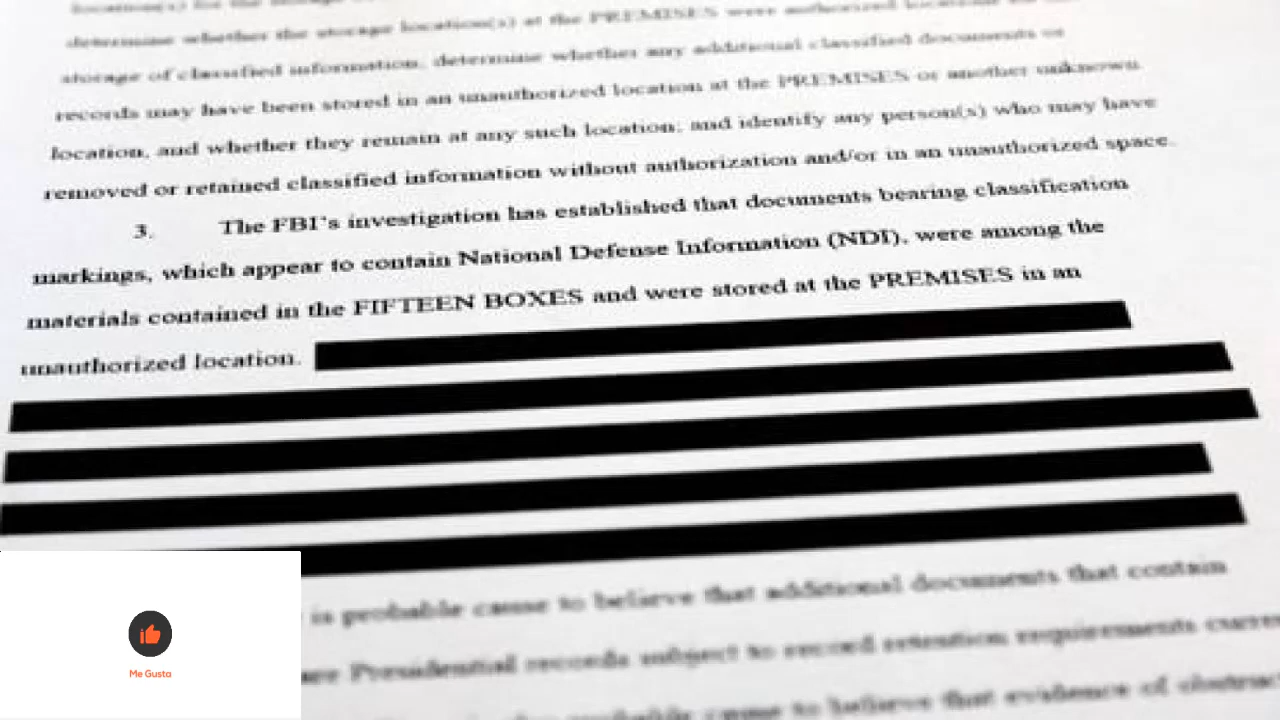 location(s) for the storage
determine whether the storage location(s) at the PREMISES were authorized locations
storage of classified information, determine whether any additional classified documents or
records may have been stored in an unauthorized location at the PREMISES or another unknown
location, and whether they remain at any such location; and identify any person(s) who may have
removed or retained classified information without authorization and/or in an unauthorized space.
3. The FBI's investigation has established that documents bearing classification
markings, which appear to contain National Defense Information (NDI), were among the
materials contained in the FIFTEEN BOXES and were stored at the PREMISES in an
unauthorized location.
is probable cause to believe that additional documents that contain
Presidential records subject to record retention requirements
probable cause to believe that evidence of
Me Gusta